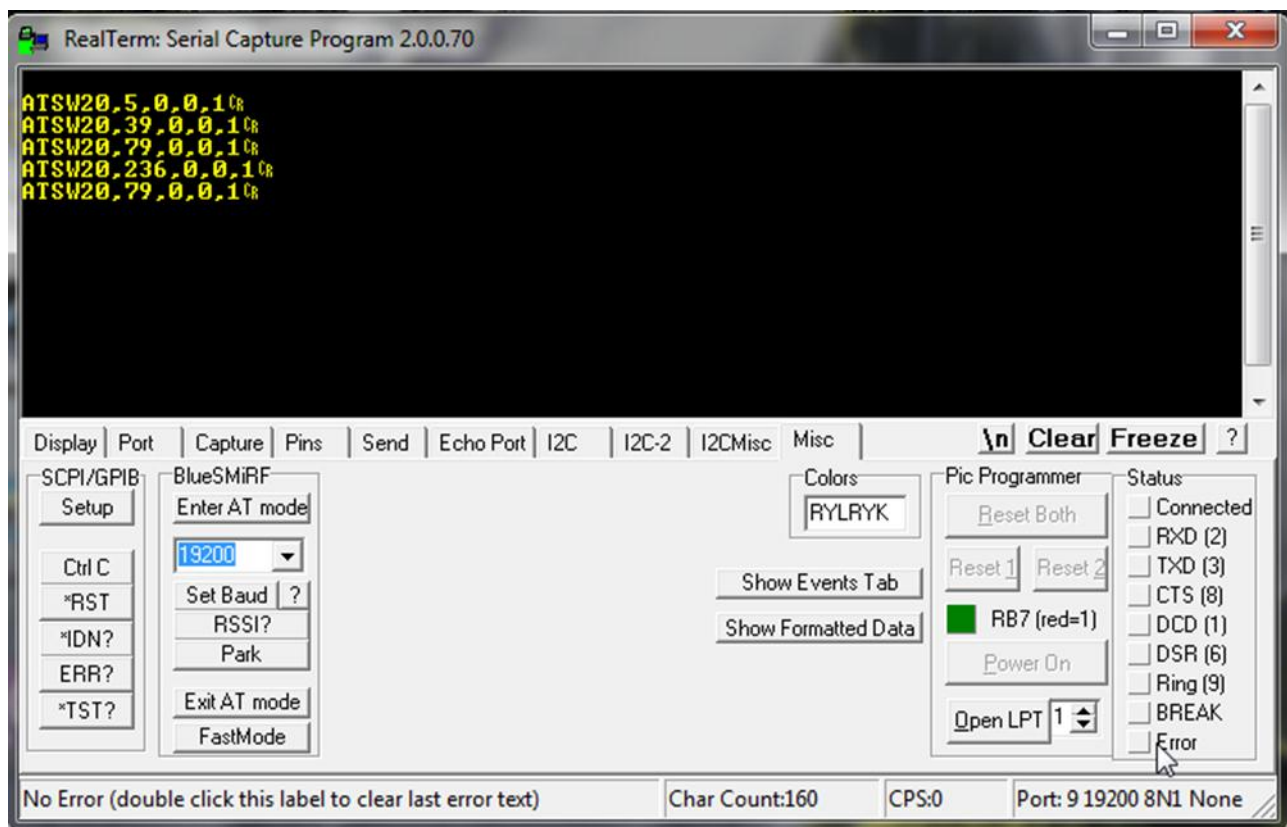 RealTerm: Serial Capture Program 2.0.0.70
ATSW20,5,0,0,1CR
ATSW20,39,0,0,1CR
ATSW20,79,0,0,1CR
ATSW20,236,0,0,1CR
ATSW20,79,0,0,1CR
Display Port Capture Pins Send Echo Port I2C I2C-2 I2CMisc Misc \n Clear Freeze ?
SCPI/GPIB
Setup
Ctrl C
*RST
*IDN?
ERR?
*TST?
BlueSMiRF
Enter AT mode
19200
Set Baud ?
RSSI?
Park
Exit AT mode
FastMode
Colors
RYLRYK
Show Events Tab
Show Formatted Data
Pic Programmer
Reset Both
Reset 1 Reset 2
RB7 (red=1)
Power On
Open LPT 1
Status
Connected
RXD (2)
TXD (3)
CTS (8)
DCD (1)
DSR (6)
Ring (9)
BREAK
Error
No Error (double click this label to clear last error text) Char Count:160 CPS:0 Port: 9 19200 8N1 None